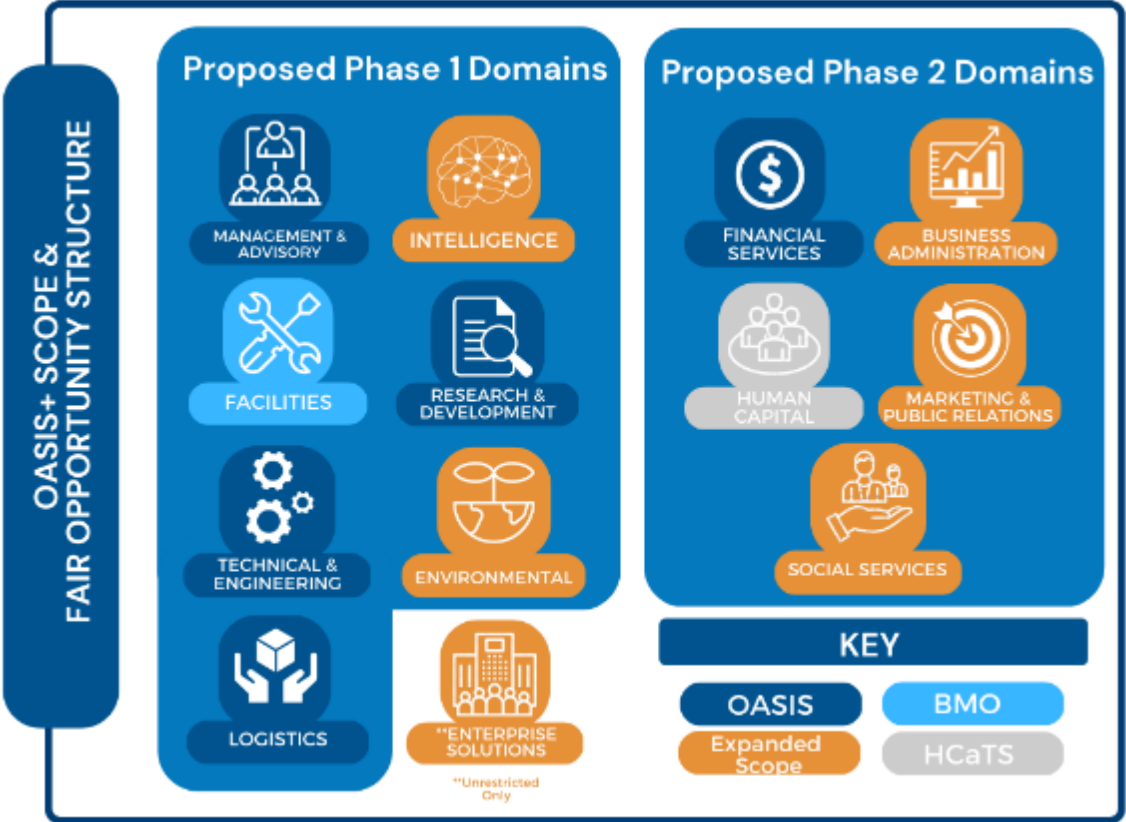 OASIS+ SCOPE &
FAIR OPPORTUNITY STRUCTURE
Proposed Phase 1 Domains
MANAGEMENT &
ADVISORY
INTELLIGENCE
FACILITIES
RESEARCH &
DEVELOPMENT
TECHNICAL &
ENGINEERING
ENVIRONMENTAL
LOGISTICS
**ENTERPRISE
SOLUTIONS
**Unrestricted
Only
Proposed Phase 2 Domains
$
FINANCIAL
SERVICES
BUSINESS
ADMINISTRATION
HUMAN
CAPITAL
MARKETING &
PUBLIC RELATIONS
SOCIAL SERVICES
KEY
OASIS
BMO
Expanded
Scope
HCaTS